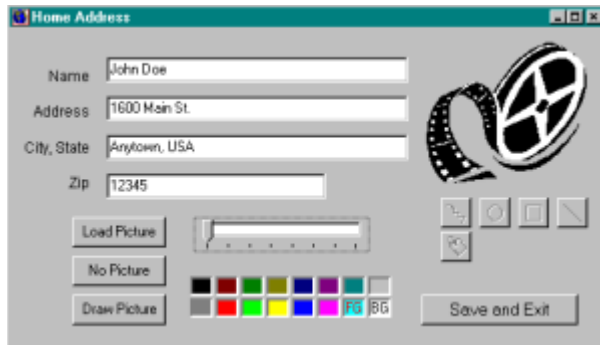 Home Address
Name John Doe
Address 1600 Main St.
City, State Anytown, USA
Zip 12345
Load Picture
No Picture
Draw Picture
FG BG
Save and Exit